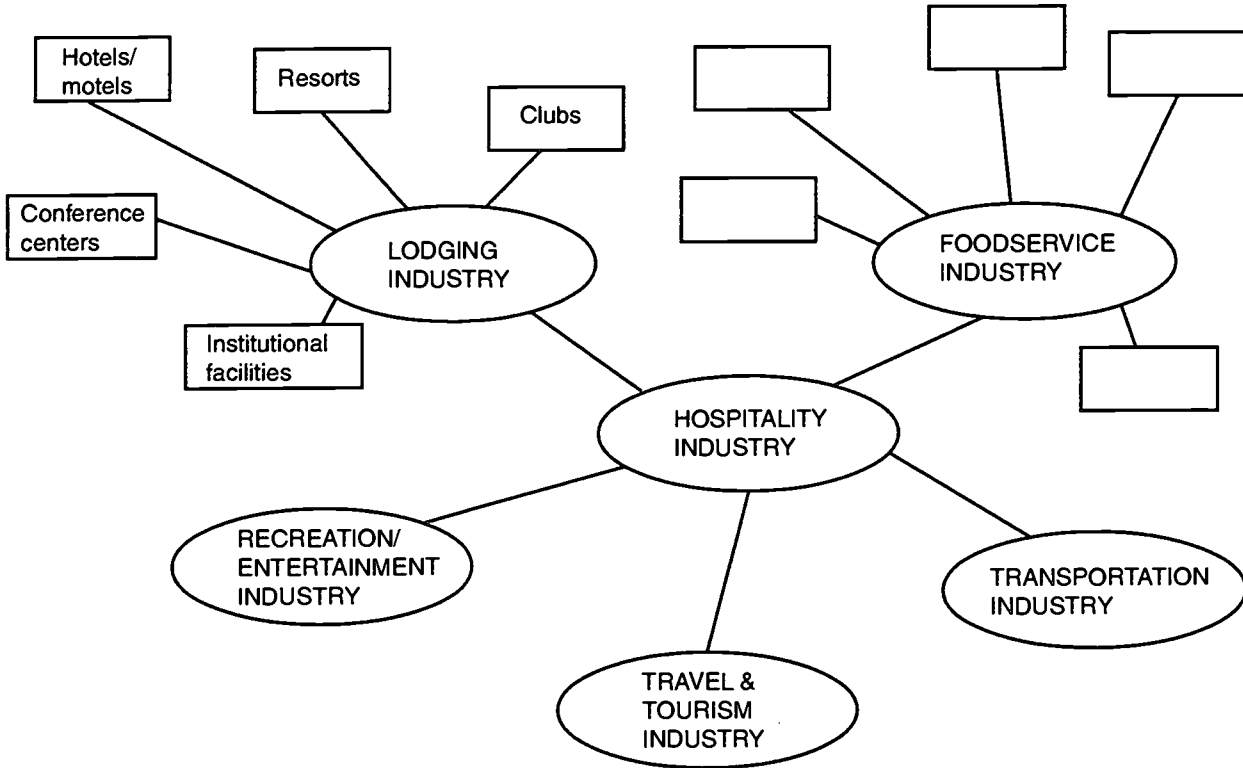 Hotels/
motels
Resorts
Clubs
Conference
centers
LODGING
INDUSTRY
FOODSERVICE
INDUSTRY
Institutional
facilities
HOSPITALITY
INDUSTRY
RECREATION/
ENTERTAINMENT
INDUSTRY
TRANSPORTATION
INDUSTRY
TRAVEL &
TOURISM
INDUSTRY